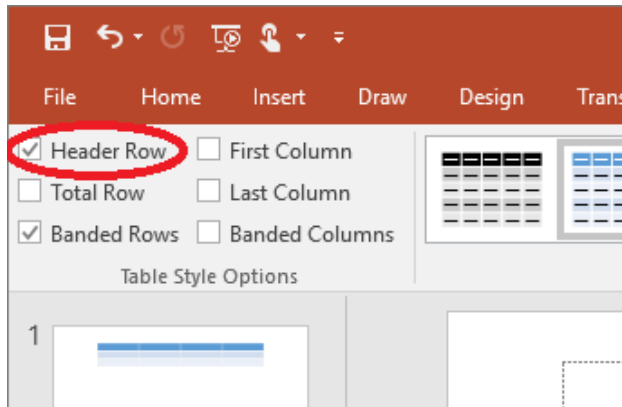 File Home Insert Draw Design Trans
Header Row First Column
Total Row Last Column
Banded Rows Banded Columns
Table Style Options
1